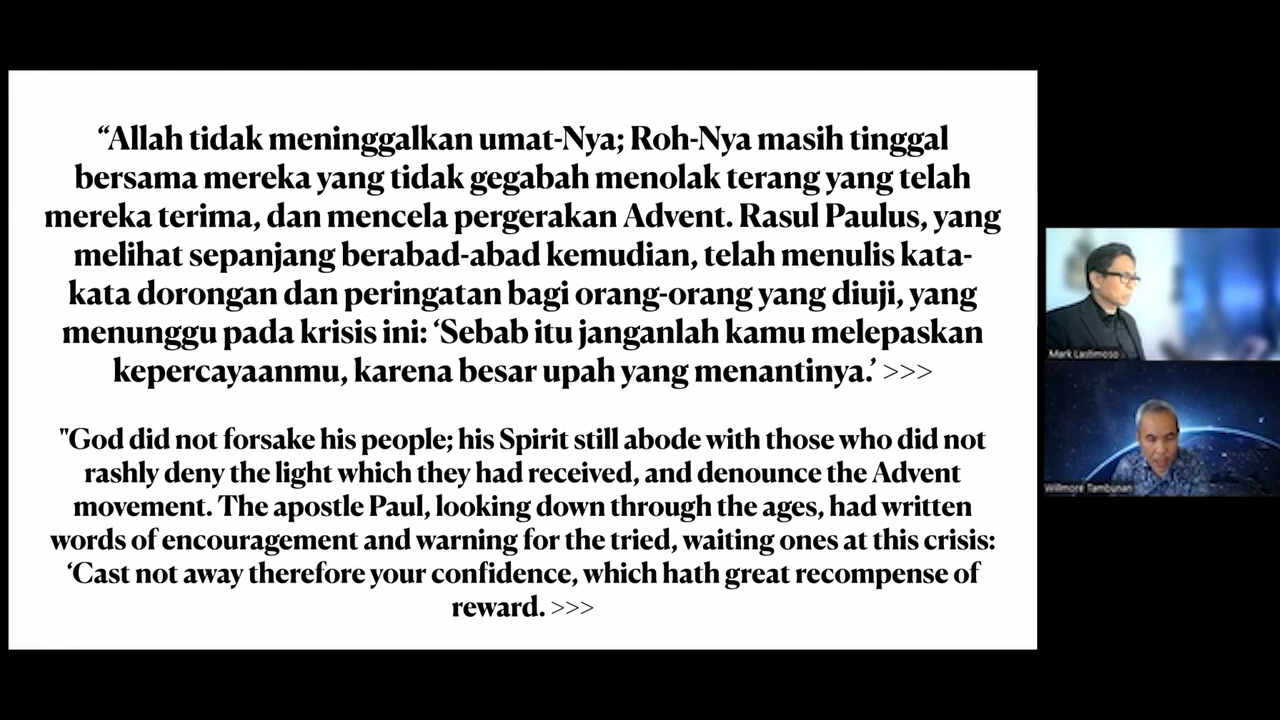 “Allah tidak meninggalkan umat-Nya; Roh-Nya masih tinggal
bersama mereka yang tidak gegabah menolak terang yang telah
mereka terima, dan mencela pergerakan Advent. Rasul Paulus, yang
melihat sepanjang berabad-abad kemudian, telah menulis kata-
kata dorongan dan peringatan bagi orang-orang yang diuji, yang
menunggu pada krisis ini: ‘Sebab itu janganlah kamu melepaskan
kepercayaanmu, karena besar upah yang menantinya.’ >>>
"God did not forsake his people; his Spirit still abode with those who did not
rashly deny the light which they had received, and denounce the Advent
movement. The apostle Paul, looking down through the ages, had written
words of encouragement and warning for the tried, waiting ones at this crisis:
‘Cast not away therefore your confidence, which hath great recompense of
reward. >>>
Mark Lastimoso
Willmore Tambunan